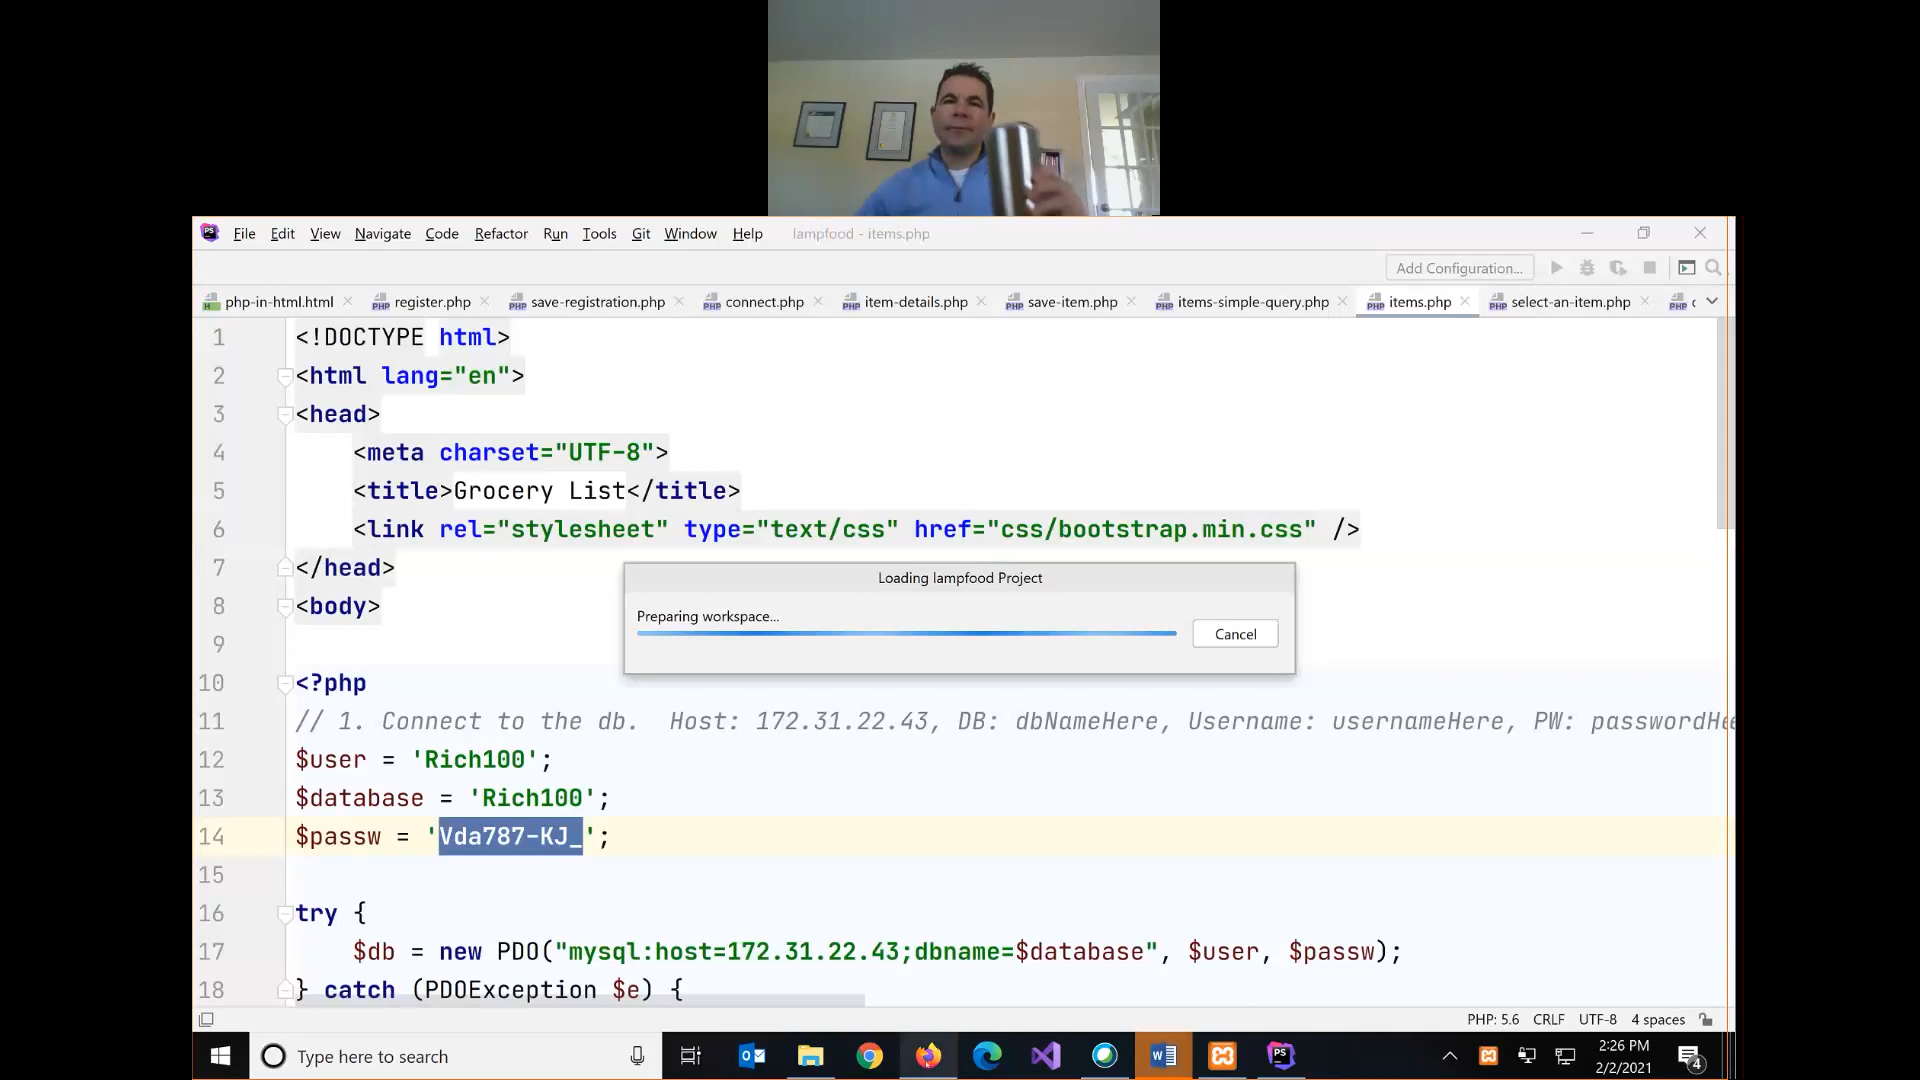 File Edit View Navigate Code Refactor Run Tools Git Window Help lampfood - items.php
Add Configuration...
php-in-html.html register.php save-registration.php connect.php item-details.php save-item.php items-simple-query.php items.php select-an-item.php
1 <!DOCTYPE html>
2 <html lang="en">
3 <head>
4 <meta charset="UTF-8">
5 <title>Grocery List</title>
6 <link rel="stylesheet" type="text/css" href="css/bootstrap.min.css" />
7 </head>
Loading lampfood Project
8 <body>
Preparing workspace...
Cancel
9
10 <?php
11 // 1. Connect to the db. Host: 172.31.22.43, DB: dbNameHere, Username: usernameHere, PW: passwordHe
12 $user = 'Rich100';
13 $database = 'Rich100';
14 $passw = 'Vda787-KJ_';
15
16 try {
17 $db = new PDO("mysql:host=172.31.22.43;dbname=$database", $user, $passw);
18 } catch (PDOException $e) {
PHP: 5.6 CRLF UTF-8 4 spaces
Type here to search
2:26 PM
2/2/2021
4